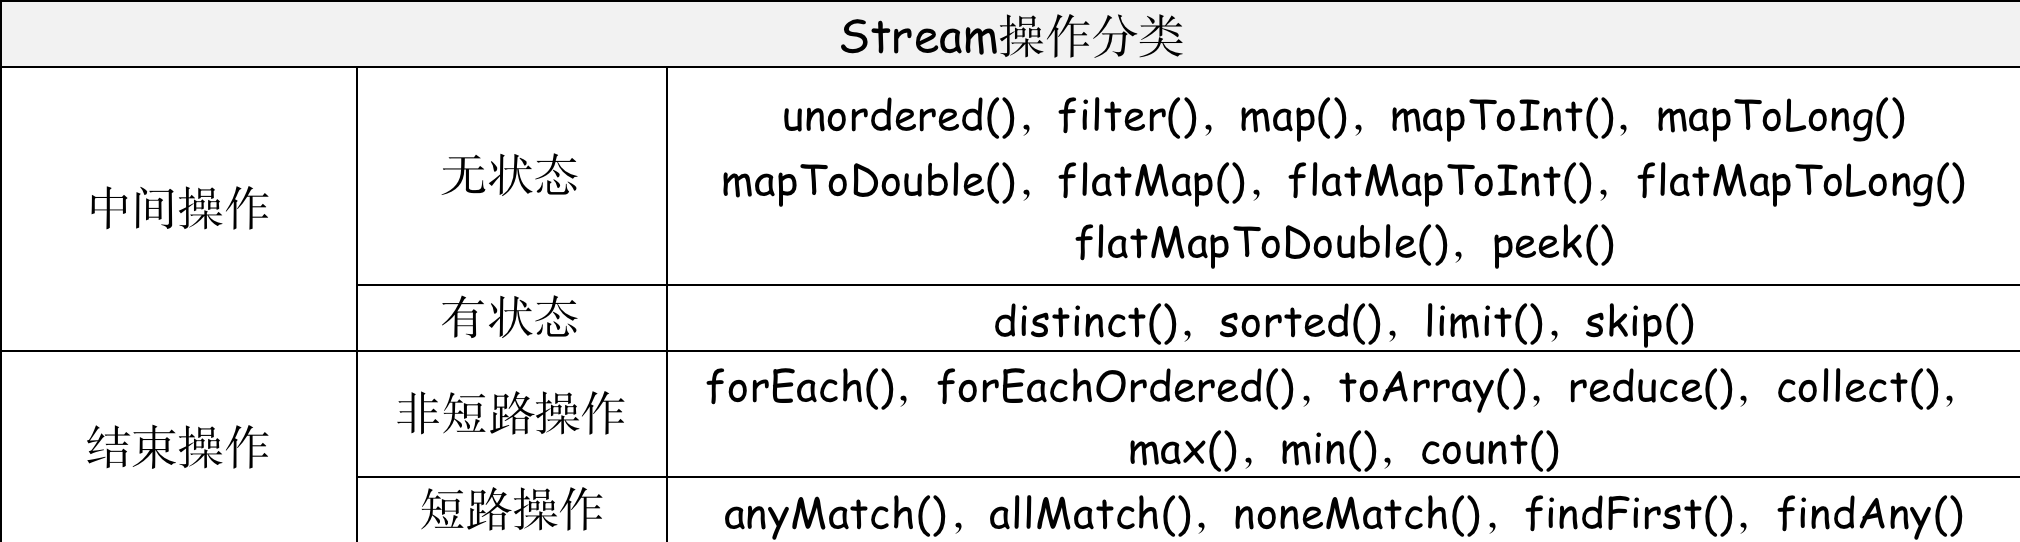 Stream操作分类
中间操作
无状态
unordered(), filter(), map(), mapToInt(), mapToLong()
mapToDouble(), flatMap(), flatMapToInt(), flatMapToLong()
flatMapToDouble(), peek()
有状态
distinct(), sorted(), limit(), skip()
结束操作
非短路操作
forEach(), forEachOrdered(), toArray(), reduce(), collect(),
max(), min(), count()
短路操作
anyMatch(), allMatch(), noneMatch(), findFirst(), findAny()